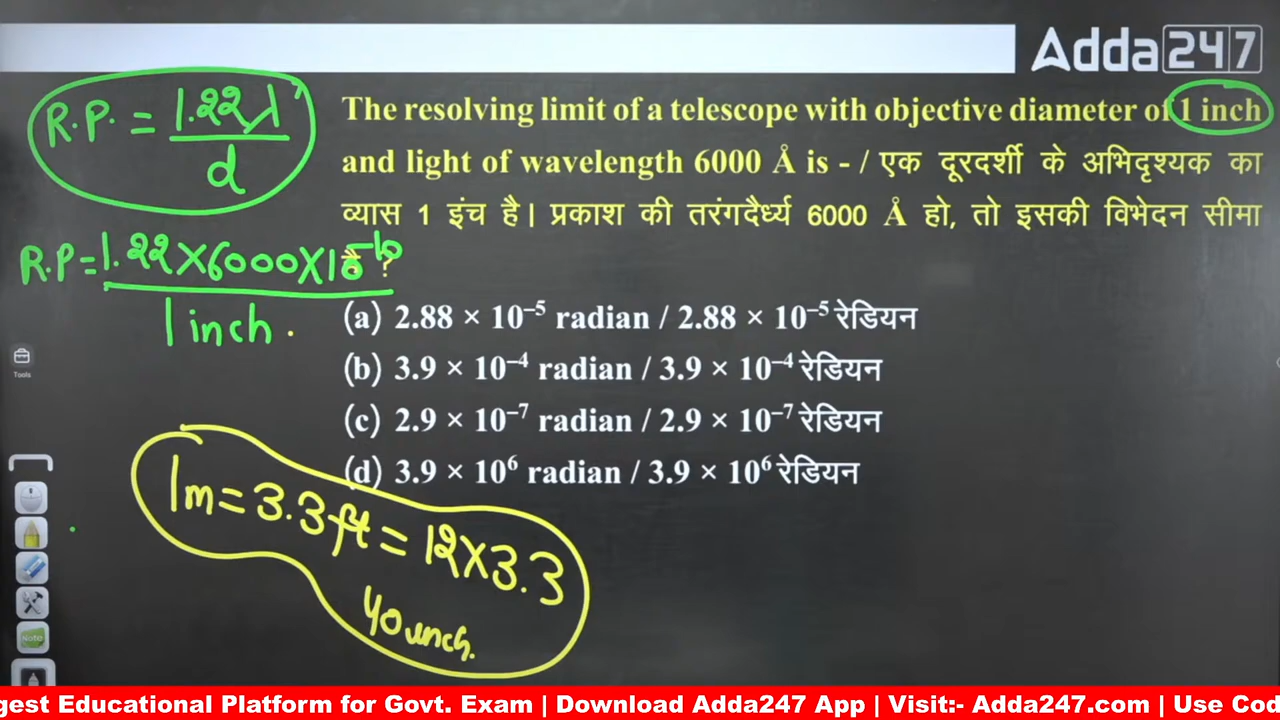 Adda247
R.P. = 1.22λ
d
The resolving limit of a telescope with objective diameter of 1 inch
and light of wavelength 6000 Å is - / एक दूरदर्शी के अभिदृश्यक का
व्यास 1 इंच है। प्रकाश की तरंगदैर्ध्य 6000 Å हो, तो इसकी विभेदन सीमा
है ?
R.P = 1.22 × 6000 × 10⁻¹⁰
1 inch.
(a) 2.88 × 10⁻⁵ radian / 2.88 × 10⁻⁵ रेडियन
(b) 3.9 × 10⁻⁴ radian / 3.9 × 10⁻⁴ रेडियन
(c) 2.9 × 10⁻⁷ radian / 2.9 × 10⁻⁷ रेडियन
(d) 3.9 × 10⁶ radian / 3.9 × 10⁶ रेडियन
Tools
1m = 3.3 ft = 12 × 3.3
40 inch.
Note
gest Educational Platform for Govt. Exam | Download Adda247 App | Visit:- Adda247.com | Use Cod